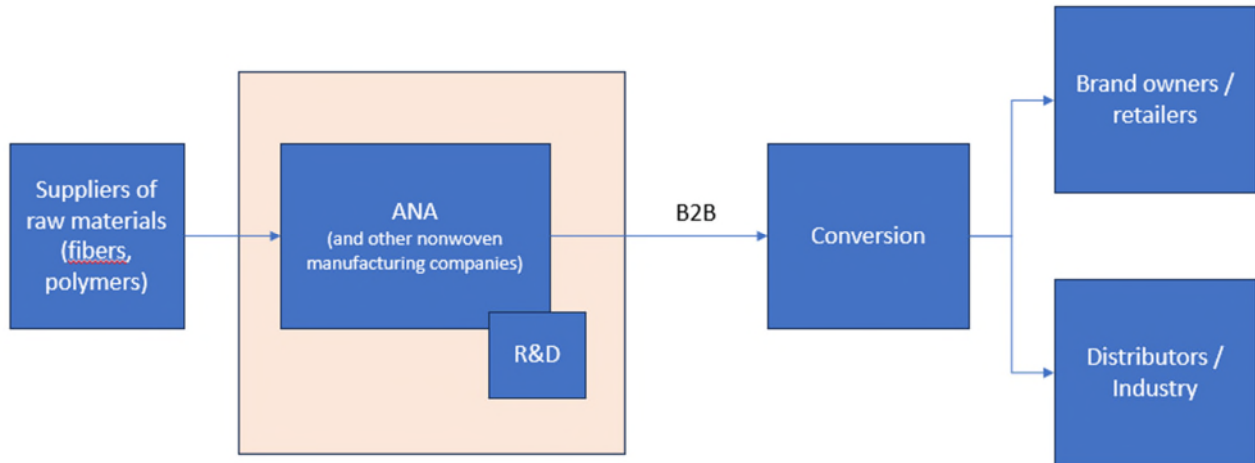 Suppliers of
raw materials
(fibers,
polymers)
ANA
(and other nonwoven
manufacturing companies)
R&D
B2B
Conversion
Brand owners /
retailers
Distributors /
Industry